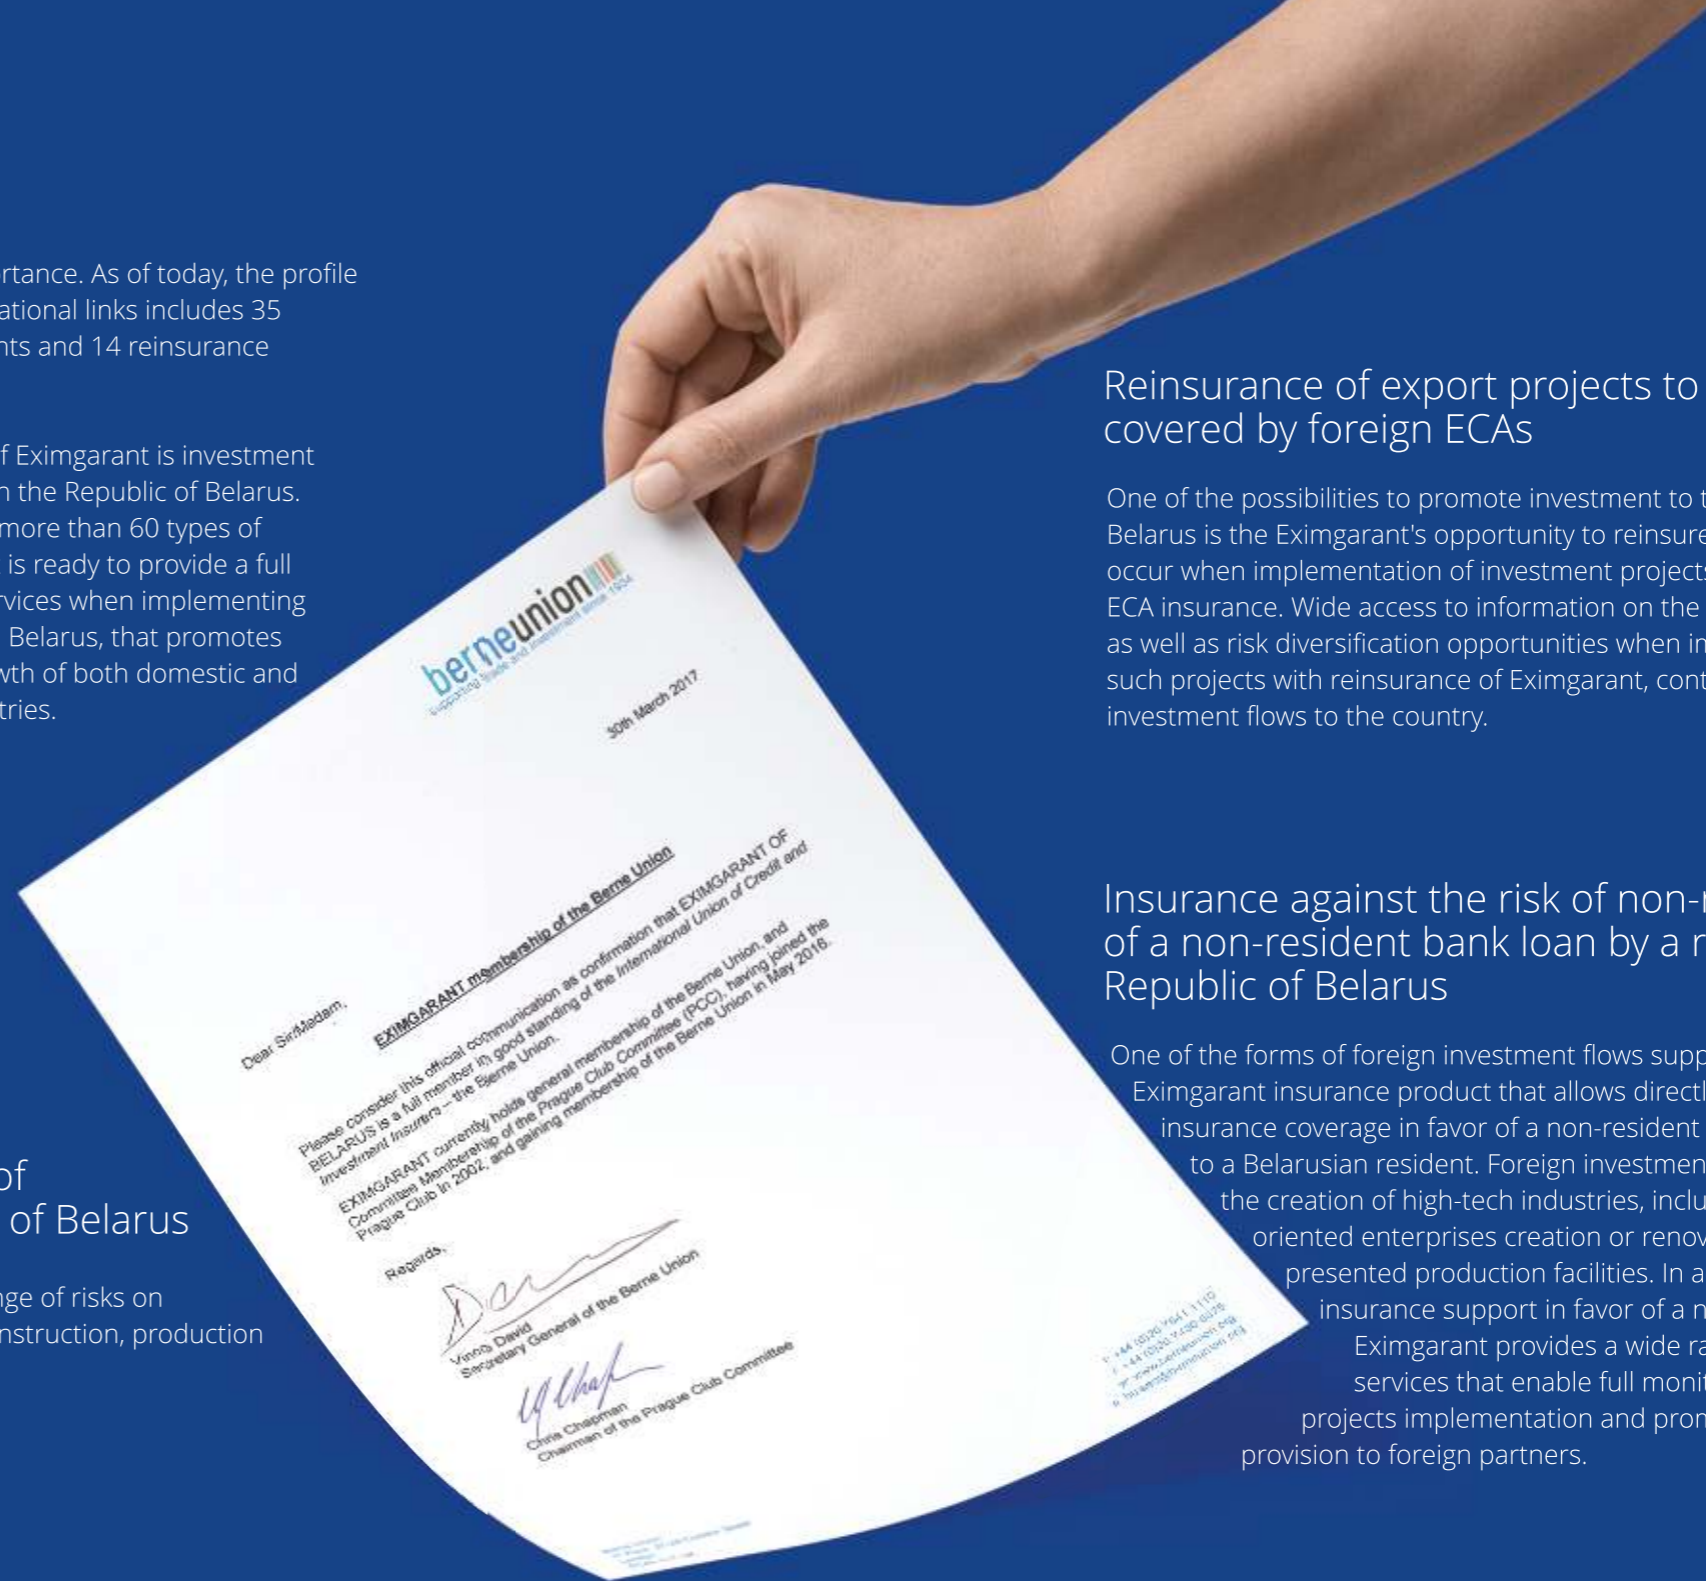 rtance. As of today, the profile
ational links includes 35
nts and 14 reinsurance
f Eximgarant is investment
n the Republic of Belarus.
more than 60 types of
is ready to provide a full
rvices when implementing
Belarus, that promotes
wth of both domestic and
tries.
of
of Belarus
nge of risks on
nstruction, production
berneunion
supporting trade and investment since 1934
30th March 2017
Dear Sir/Madam,
EXIMGARANT membership of the Berne Union
Please consider this official communication as confirmation that EXIMGARANT OF
BELARUS is a full member in good standing of the International Union of Credit and
Investment Insurers – the Berne Union.
EXIMGARANT currently holds general membership of the Berne Union, and
Committee Membership of the Prague Club Committee (PCC), having joined the
Prague Club in 2002, and gaining membership of the Berne Union in May 2016.
Regards,
Vinco David
Secretary General of the Berne Union
Chris Chapman
Chairman of the Prague Club Committee
Reinsurance of export projects to
covered by foreign ECAs
One of the possibilities to promote investment to t
Belarus is the Eximgarant's opportunity to reinsure
occur when implementation of investment projects
ECA insurance. Wide access to information on the
as well as risk diversification opportunities when in
such projects with reinsurance of Eximgarant, cont
investment flows to the country.
Insurance against the risk of non-r
of a non-resident bank loan by a r
Republic of Belarus
One of the forms of foreign investment flows supp
Eximgarant insurance product that allows directl
insurance coverage in favor of a non-resident
to a Belarusian resident. Foreign investmen
the creation of high-tech industries, inclu
oriented enterprises creation or renov
presented production facilities. In a
insurance support in favor of a n
Eximgarant provides a wide ra
services that enable full monit
projects implementation and pron
provision to foreign partners.